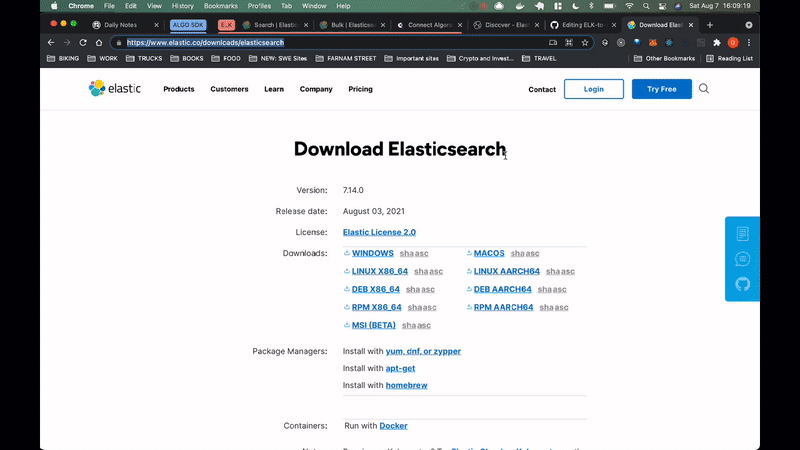 Chrome File Edit View History Bookmarks Profiles Tab Window Help Sat Aug 7 16:09:19
Daily Notes ALGO SDK ELK Search | Elastic Bulk | Elasticse Connect Algoran Discover - Elast Editing ELK-to Download Elast
https://www.elastic.co/downloads/elasticsearch
BIKING WORK TRUCKS BOOKS FOOD NEW: SWE Sites FARNAM STREET Important sites Crypto and Invest... TRAVEL Other Bookmarks Reading List
elastic Products Customers Learn Company Pricing Contact Login Try Free
Download Elasticsearch
Version: 7.14.0
Release date: August 03, 2021
License: Elastic License 2.0
Downloads: WINDOWS sha asc MACOS sha asc
LINUX X86_64 sha asc LINUX AARCH64 sha asc
DEB X86_64 sha asc DEB AARCH64 sha asc
RPM X86_64 sha asc RPM AARCH64 sha asc
MSI (BETA) sha asc
Package Managers: Install with yum, dnf, or zypper
Install with apt-get
Install with homebrew
Containers: Run with Docker